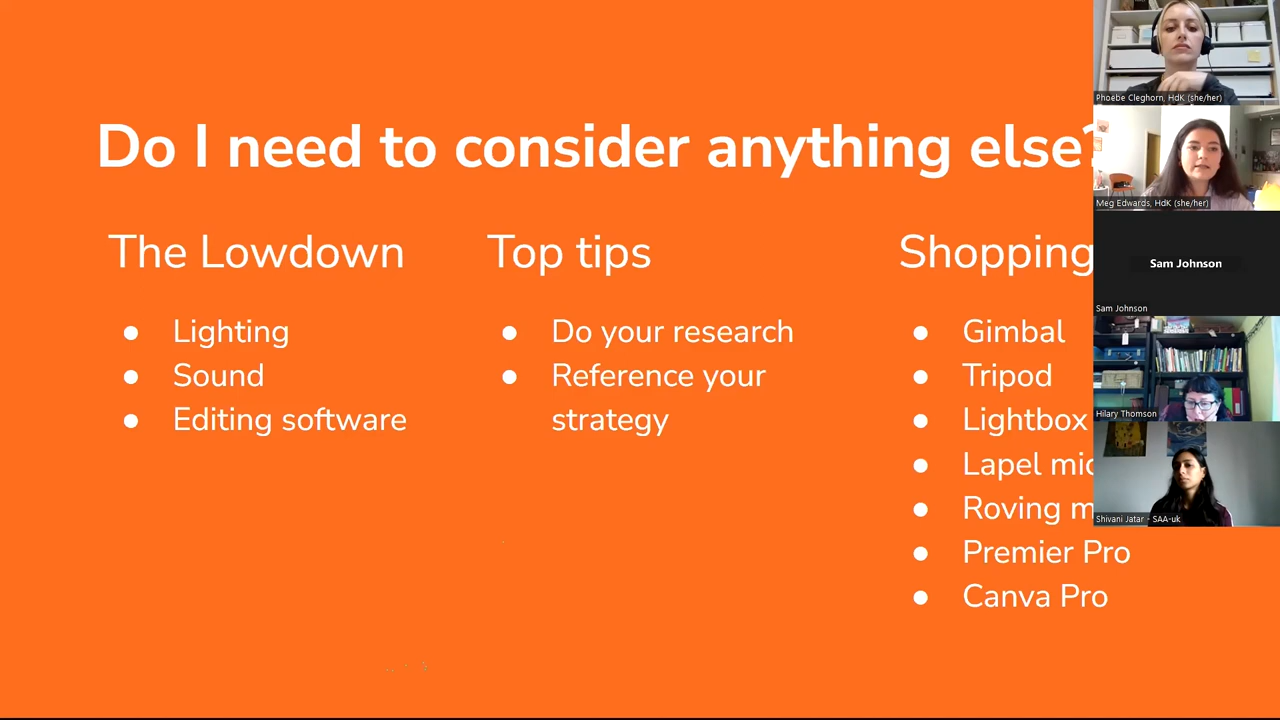 Do I need to consider anything else?
The Lowdown
Lighting
Sound
Editing software
Top tips
Do your research
Reference your
strategy
Shopping
Gimbal
Tripod
Lightbox
Lapel mic
Roving m
Premier Pro
Canva Pro
Phoebe Cleghorn, HdK (she/her)
Meg Edwards, HdK (she/her)
Sam Johnson
Sam Johnson
Hilary Thomson
Shivani Jatar - SAA-uk